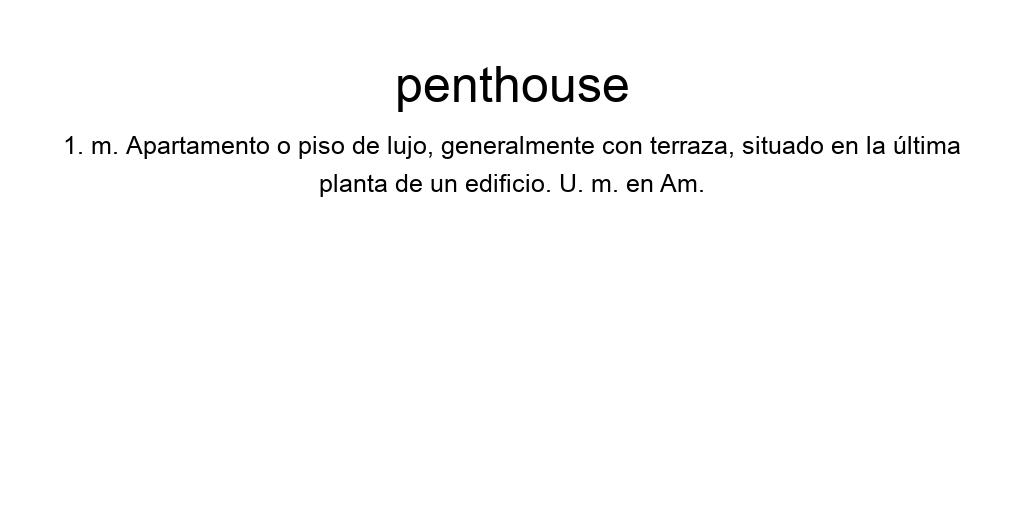 penthouse
1. m. Apartamento o piso de lujo, generalmente con terraza, situado en la última
planta de un edificio. U. m. en Am.